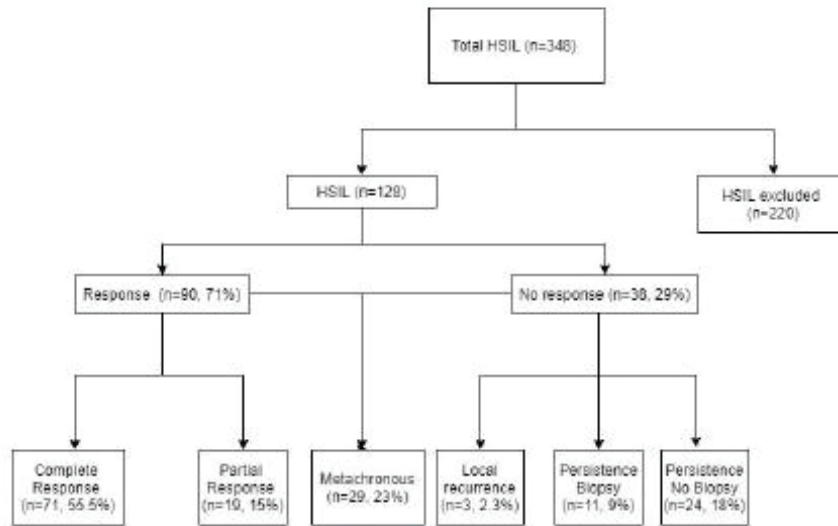 Total HSIL (n=348)
HSIL (n=128)
HSIL excluded
(n=220)
Response (n=90, 71%)
No response (n=38, 29%)
Complete
Response
(n=71, 55.5%)
Partial
Response
(n=19, 15%)
Metachronous
(n=29, 23%)
Local
recurrence
(n=3, 2.3%)
Persistence
Biopsy
(n=11, 9%)
Persistence
No Biopsy
(n=24, 18%)